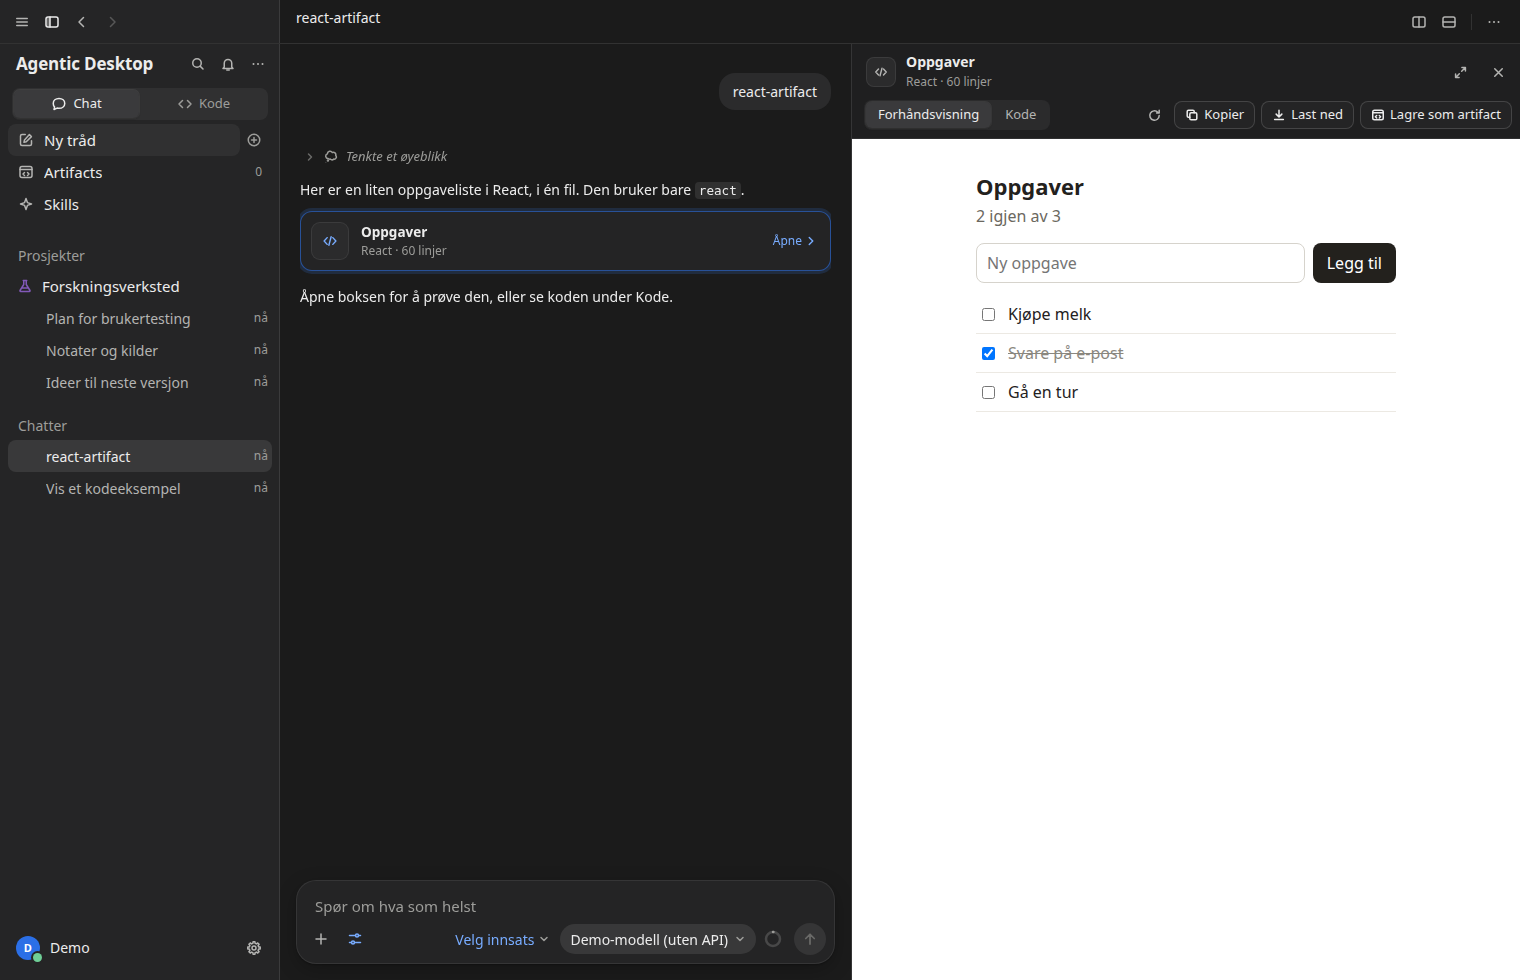 react-artifact
Agentic Desktop
Chat
Kode
Ny tråd
Artifacts 0
Skills
Prosjekter
Forskningsverksted
Plan for brukertesting nå
Notater og kilder nå
Ideer til neste versjon nå
Chatter
react-artifact nå
Vis et kodeeksempel nå
D Demo
react-artifact
Tenkte et øyeblikk
Her er en liten oppgaveliste i React, i én fil. Den bruker bare react.
Oppgaver
React · 60 linjer
Åpne
Åpne boksen for å prøve den, eller se koden under Kode.
Spør om hva som helst
Velg innsats
Demo-modell (uten API)
Oppgaver
React · 60 linjer
Forhåndsvisning Kode Kopier Last ned Lagre som artifact
Oppgaver
2 igjen av 3
Ny oppgave Legg til
Kjøpe melk
Svare på e-post
Gå en tur